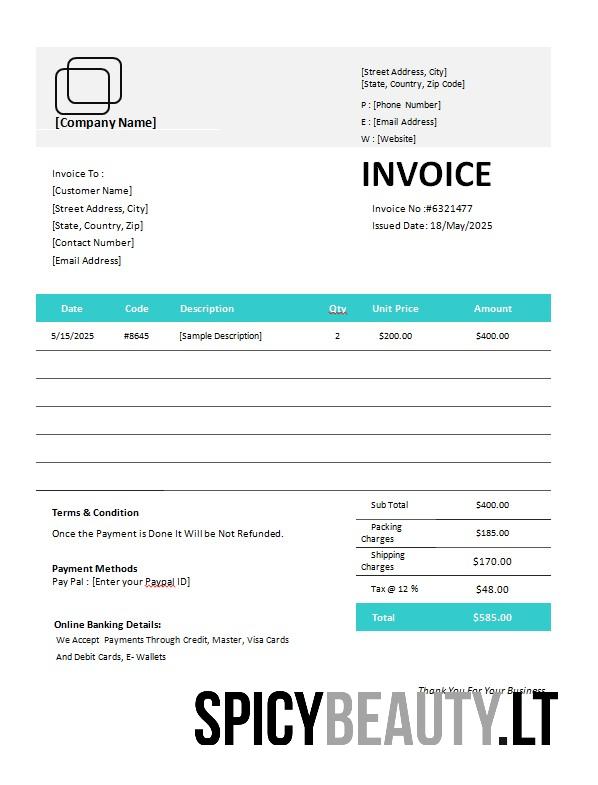 [Company Name]
[Street Address, City]
[State, Country, Zip Code]
P : [Phone Number]
E : [Email Address]
W : [Website]
INVOICE
Invoice To :
[Customer Name]
[Street Address, City]
[State, Country, Zip]
[Contact Number]
[Email Address]
Invoice No :#6321477
Issued Date: 18/May/2025
Date Code Description Qty Unit Price Amount
5/15/2025 #8645 [Sample Description] 2 $200.00 $400.00
Sub Total $400.00
Packing
Charges $185.00
Shipping
Charges $170.00
Tax @ 12 % $48.00
Total $585.00
Terms & Condition
Once the Payment is Done It Will be Not Refunded.
Payment Methods
Pay Pal : [Enter your Paypal ID]
Online Banking Details:
We Accept Payments Through Credit, Master, Visa Cards
And Debit Cards, E- Wallets
Thank You For Your Business
SPICYBEAUTY.LT